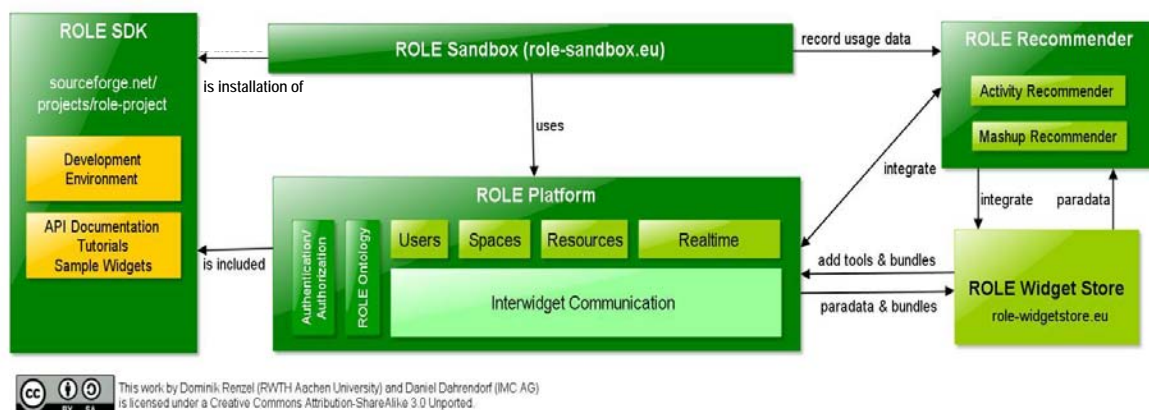 ROLE SDK
sourceforge.net/
projects/role-project
Development
Environment
API Documentation
Tutorials
Sample Widgets
is installation of
is included
ROLE Sandbox (role-sandbox.eu)
uses
record usage data
ROLE Platform
Authentication/
Authorization
ROLE Ontology
Users
Spaces
Resources
Realtime
Interwidget Communication
ROLE Recommender
Activity Recommender
Mashup Recommender
integrate
integrate
paradata
add tools & bundles
paradata & bundles
ROLE Widget Store
role-widgetstore.eu
cc
BY SA
This work by Dominik Renzel (RWTH Aachen University) and Daniel Dahrendorf (IMC AG)
is licensed under a Creative Commons Attribution-ShareAlike 3.0 Unported.